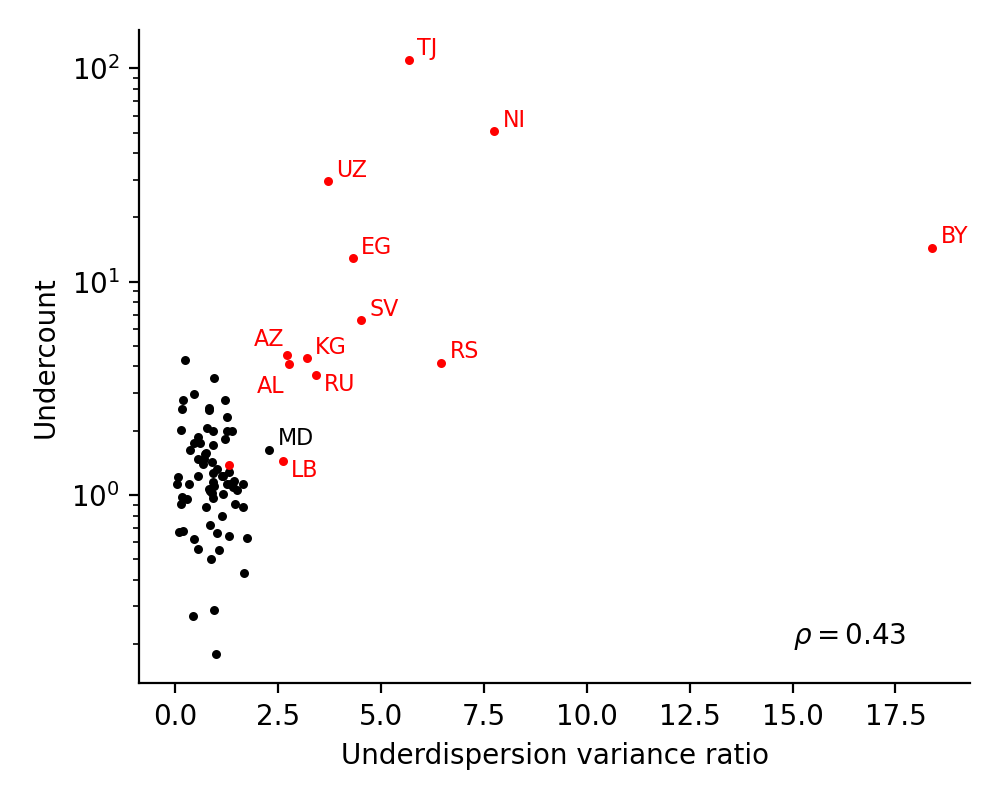 TJ
10²
NI
UZ
BY
EG
10¹
SV
AZ
KG
RS
AL
RU
Undercount
MD
LB
10⁰
ρ = 0.43
0.0 2.5 5.0 7.5 10.0 12.5 15.0 17.5
Underdispersion variance ratio